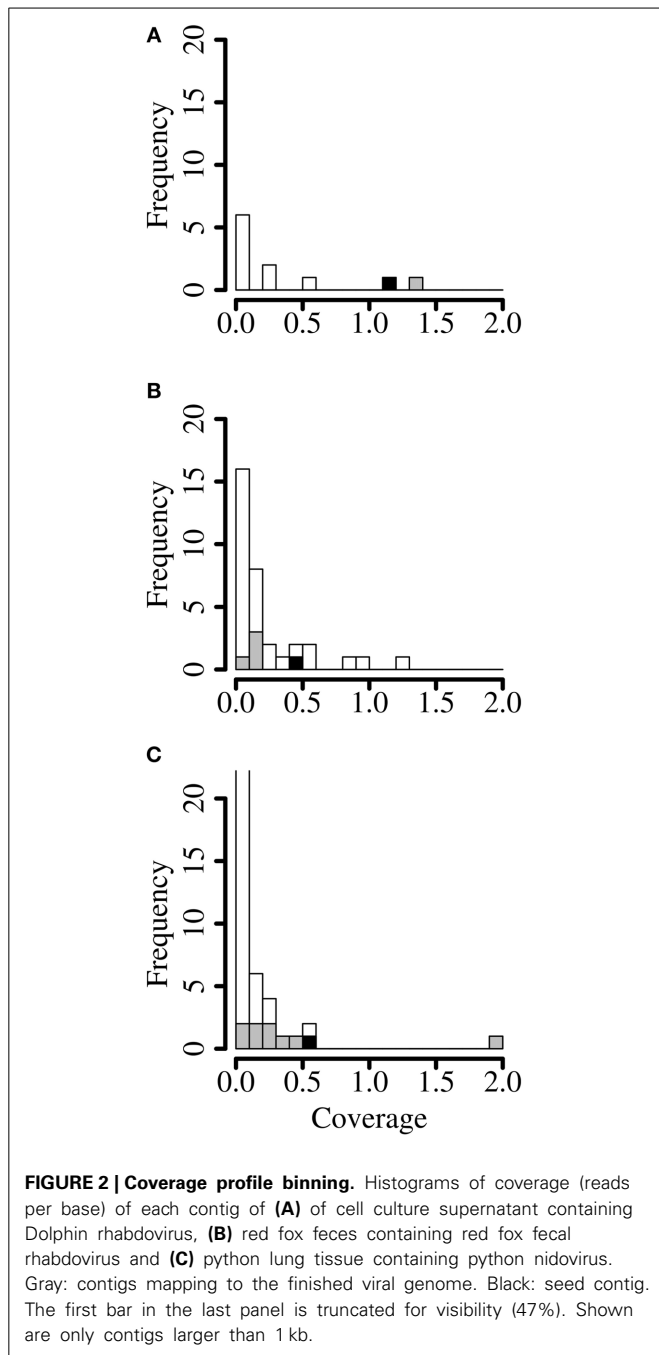 A
Frequency
0 5 10 15 20
0.0 0.5 1.0 1.5 2.0
B
Frequency
0 5 10 15 20
0.0 0.5 1.0 1.5 2.0
C
Frequency
0 5 10 15 20
0.0 0.5 1.0 1.5 2.0
Coverage
FIGURE 2 | Coverage profile binning. Histograms of coverage (reads
per base) of each contig of (A) of cell culture supernatant containing
Dolphin rhabdovirus, (B) red fox feces containing red fox fecal
rhabdovirus and (C) python lung tissue containing python nidovirus.
Gray: contigs mapping to the finished viral genome. Black: seed contig.
The first bar in the last panel is truncated for visibility (47%). Shown
are only contigs larger than 1 kb.